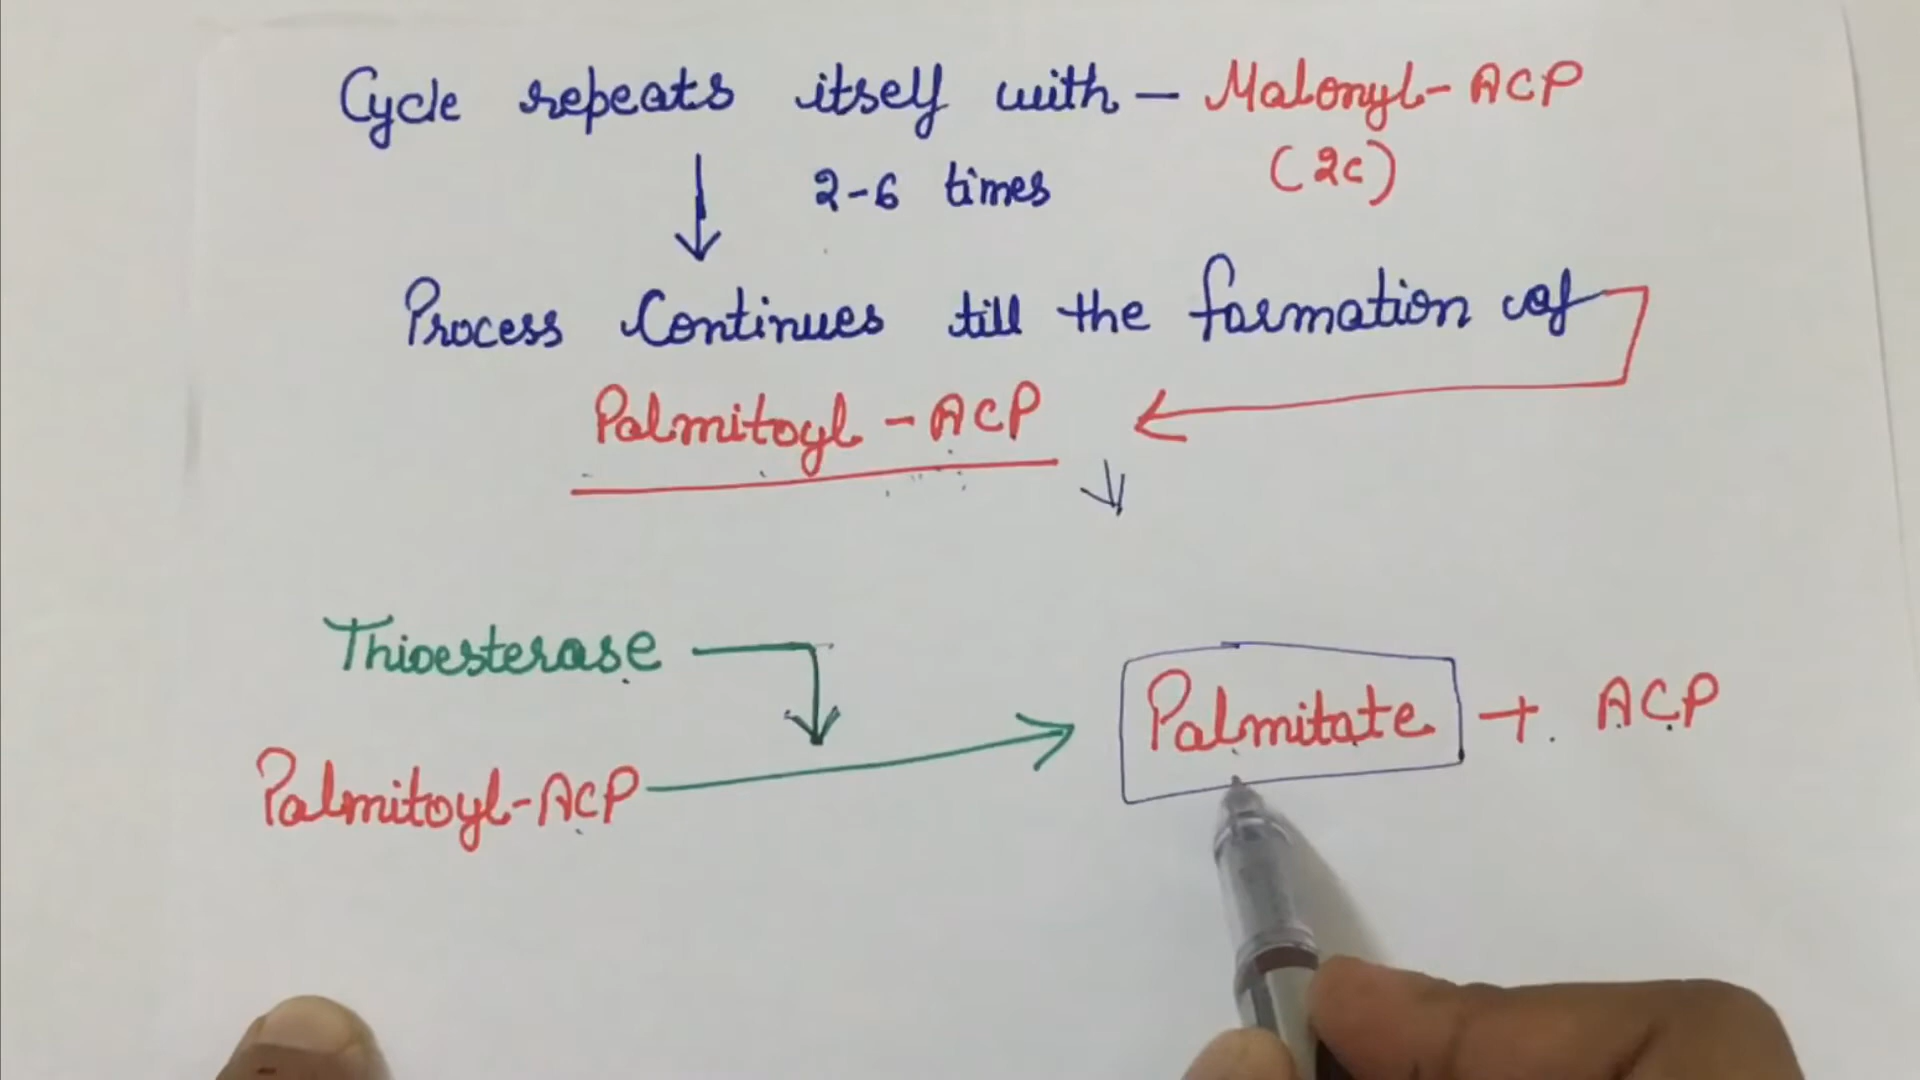 Cycle repeats itself with - Malonyl-ACP
2-6 times (2c)
Process Continues till the formation of
Palmitoyl - ACP
Thioesterase
Palmitate + ACP
Palmitoyl-ACP